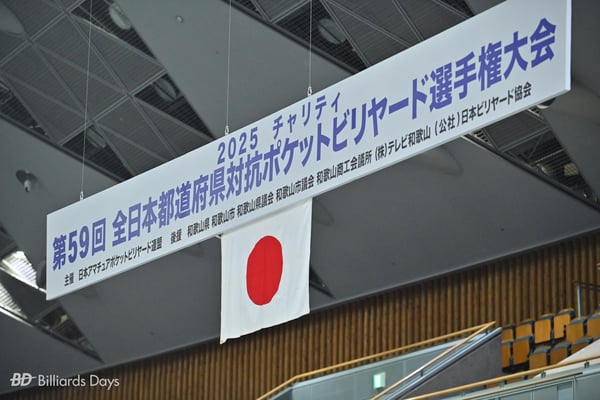 2025 チャリティ
第59回 全日本都道府県対抗ポケットビリヤード選手権大会
主催 日本アマチュアポケットビリヤード連盟 後援 和歌山県 和歌山市 和歌山県議会 和歌山市議会 和歌山商工会議所 (株)テレビ和歌山 (公社)日本ビリヤード協会
BD Billiards Days